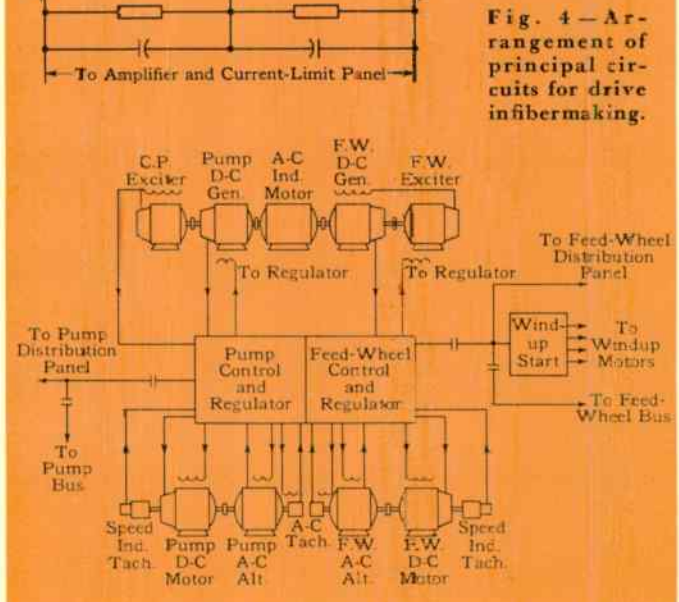 To Amplifier and Current-Limit Panel
Fig. 4—Ar-
rangement of
principal cir-
cuits for drive
in fibermaking.
C.P.
Exciter
Pump
D-C
Gen.
A-C
Ind.
Motor
F.W.
D-C
Gen.
F.W.
Exciter
To Regulator
To Regulator
To Feed-Wheel
Distribution
Panel
To Pump
Distribution
Panel
Pump
Control
and
Regulator
Feed-Wheel
Control
and
Regulator
Wind-
up
Start
To
Windup
Motors
To
Pump
Bus
To Feed-
Wheel Bus
Speed
Ind.
Tach.
Pump
D-C
Motor
Pump
A-C
Alt.
A-C
Tach.
F.W.
A-C
Alt.
F.W.
D-C
Motor
Speed
Ind.
Tach.